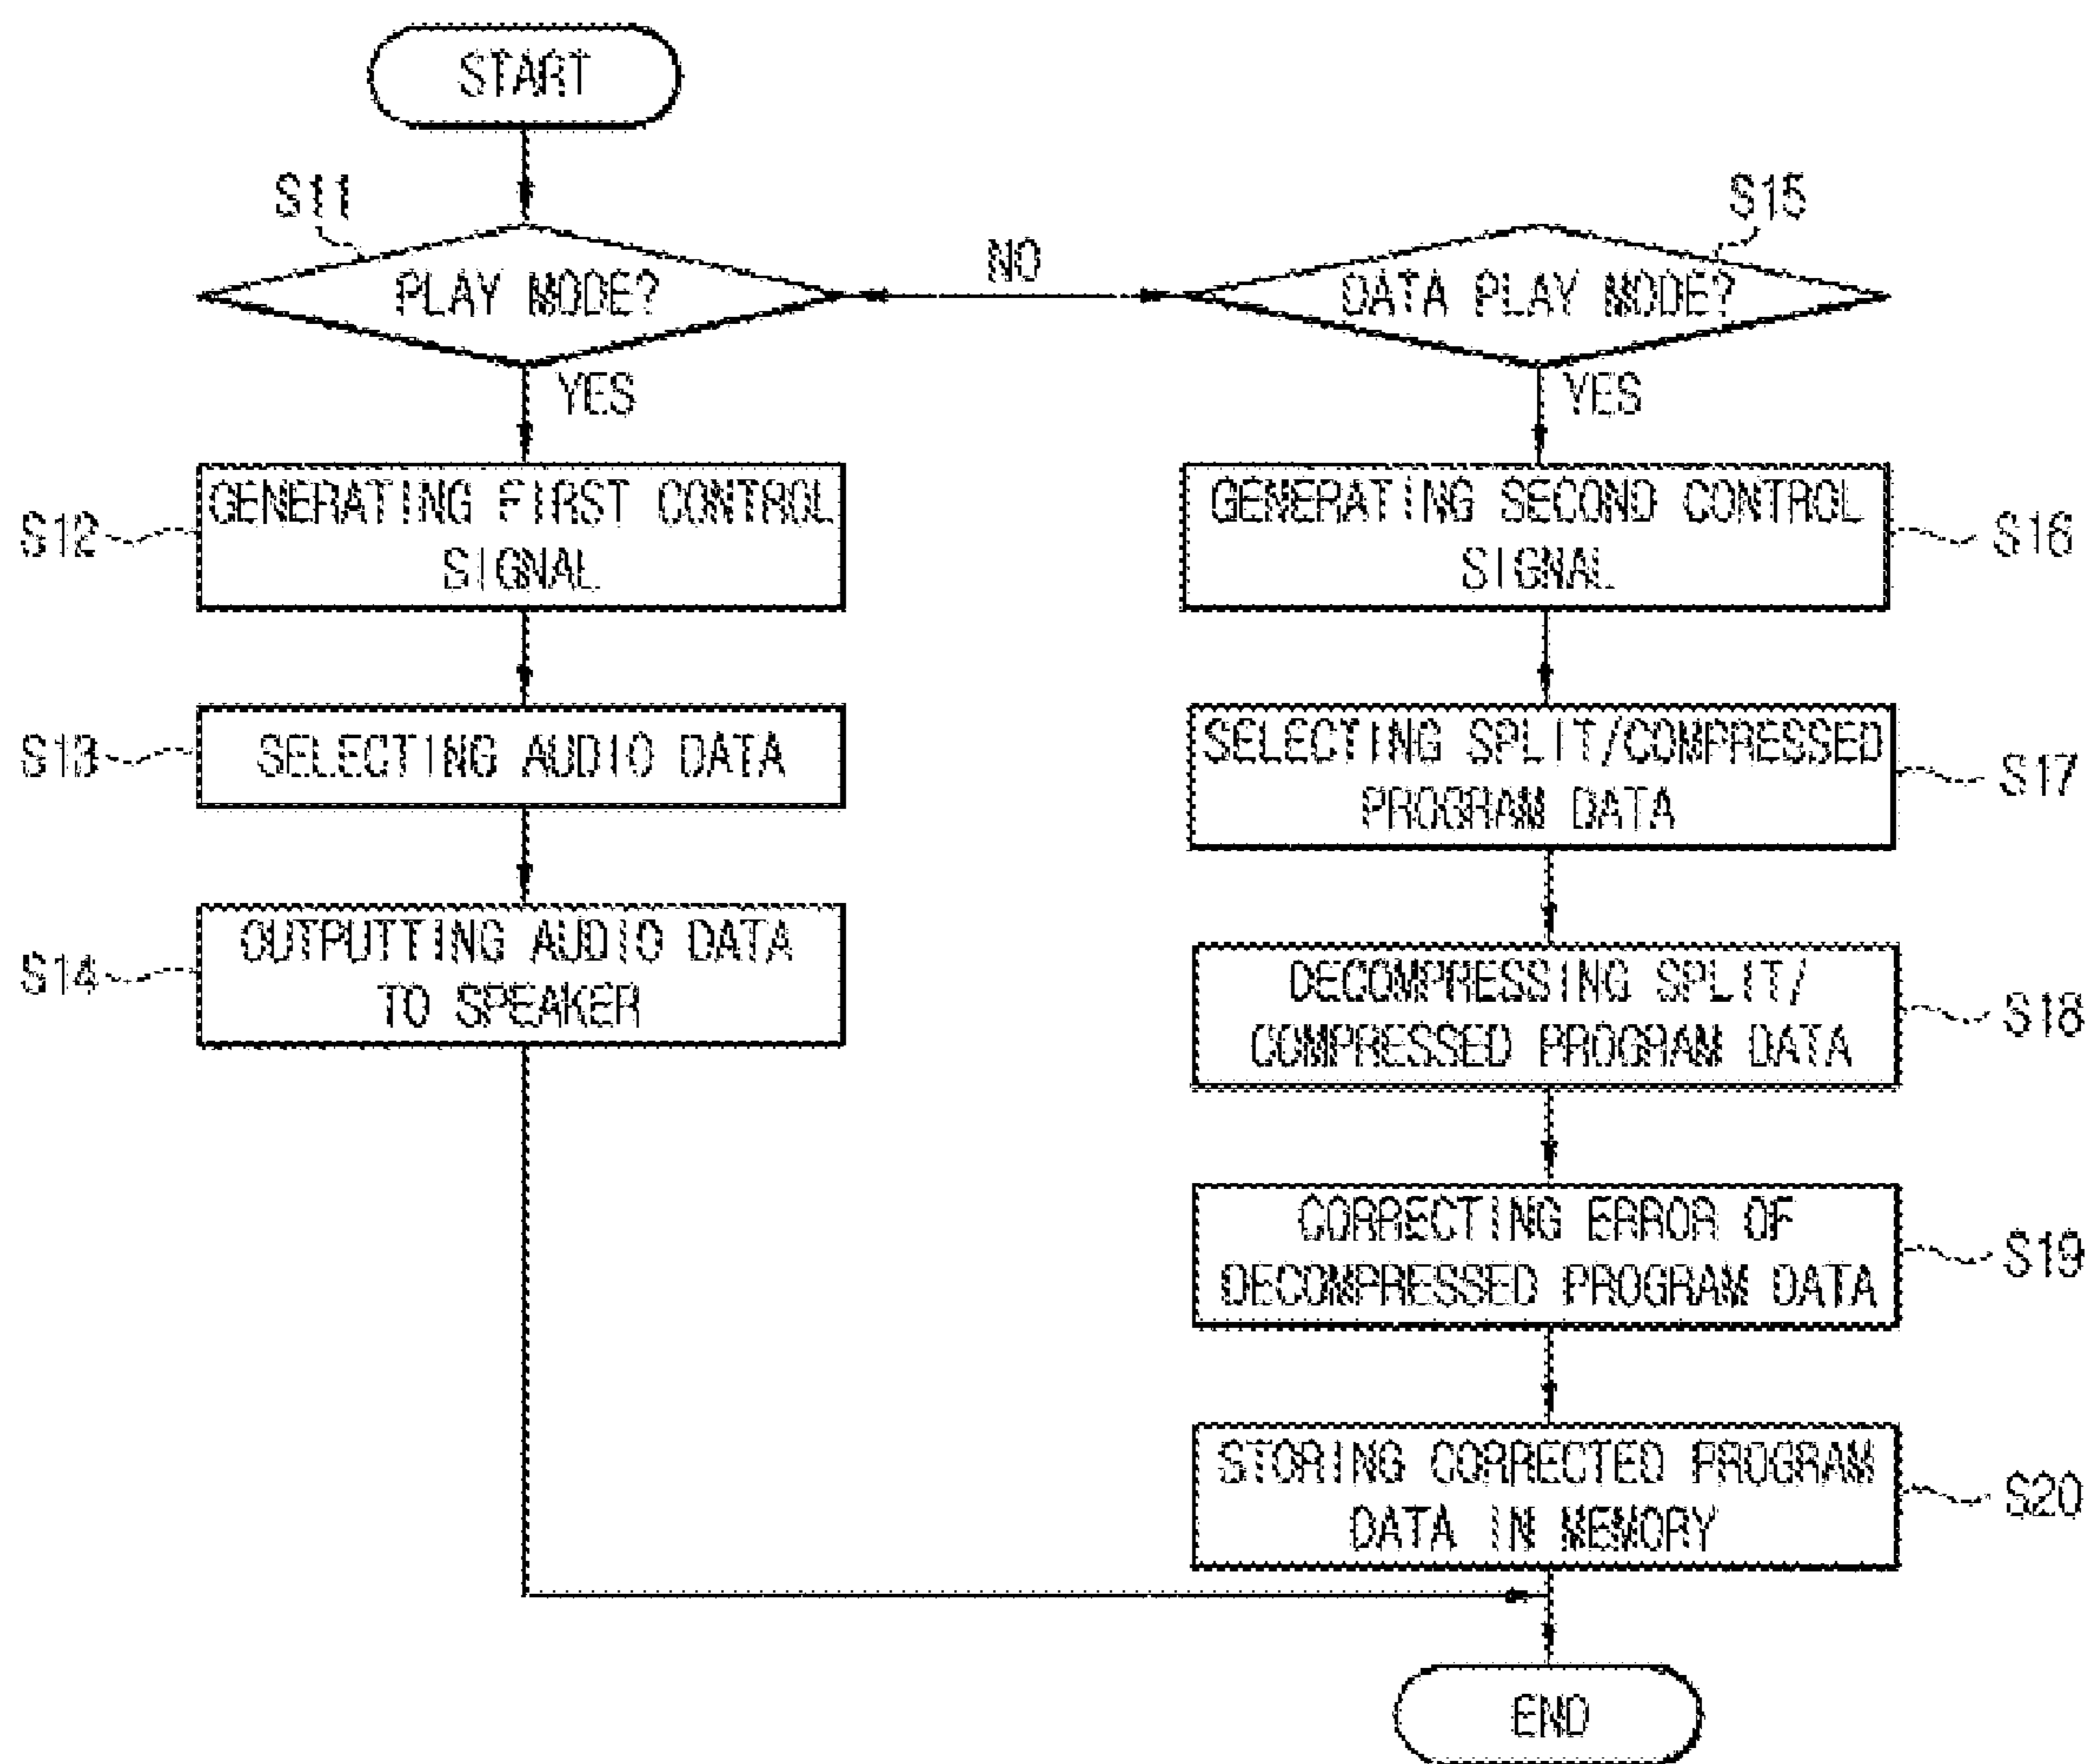 START
S11
PLAY MODE?
NO
S15
DATA PLAY MODE?
YES
YES
S12
GENERATING FIRST CONTROL
SIGNAL
GENERATING SECOND CONTROL
SIGNAL
S16
S13
SELECTING AUDIO DATA
SELECTING SPLIT/COMPRESSED
PROGRAM DATA
S17
S14
OUTPUTTING AUDIO DATA
TO SPEAKER
DECOMPRESSING SPLIT/
COMPRESSED PROGRAM DATA
S18
CORRECTING ERROR OF
DECOMPRESSED PROGRAM DATA
S19
STORING CORRECTED PROGRAM
DATA IN MEMORY
S20
END